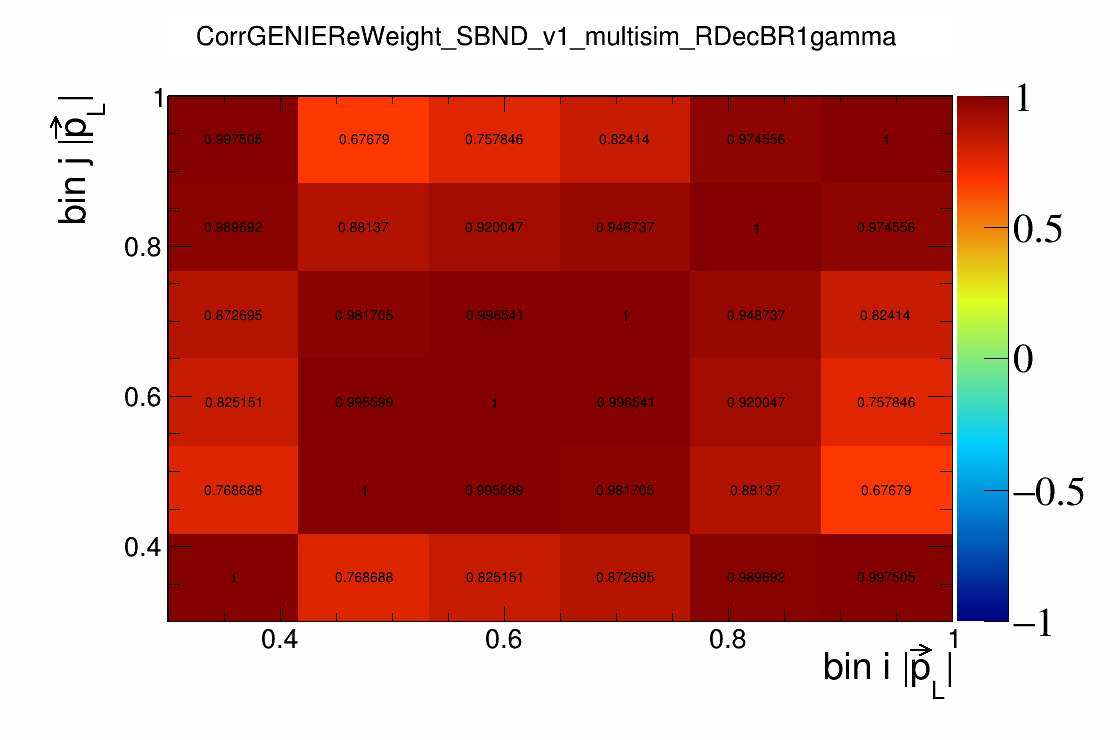 CorrGENIEReWeight_SBND_v1_multisim_RDecBR1gamma
bin j |p⃗_L|
1
0.997505 0.67679 0.757846 0.82414 0.974556 1
0.989692 0.88137 0.920047 0.948737 1 0.974556
0.8
0.872695 0.981705 0.996541 1 0.948737 0.82414
0.6
0.825151 0.995599 1 0.996541 0.920047 0.757846
0.768688 1 0.995599 0.981705 0.88137 0.67679
0.4
1 0.768688 0.825151 0.872695 0.989692 0.997505
0.4 0.6 0.8 1
bin i |p⃗_L|
1
0.5
0
−0.5
−1